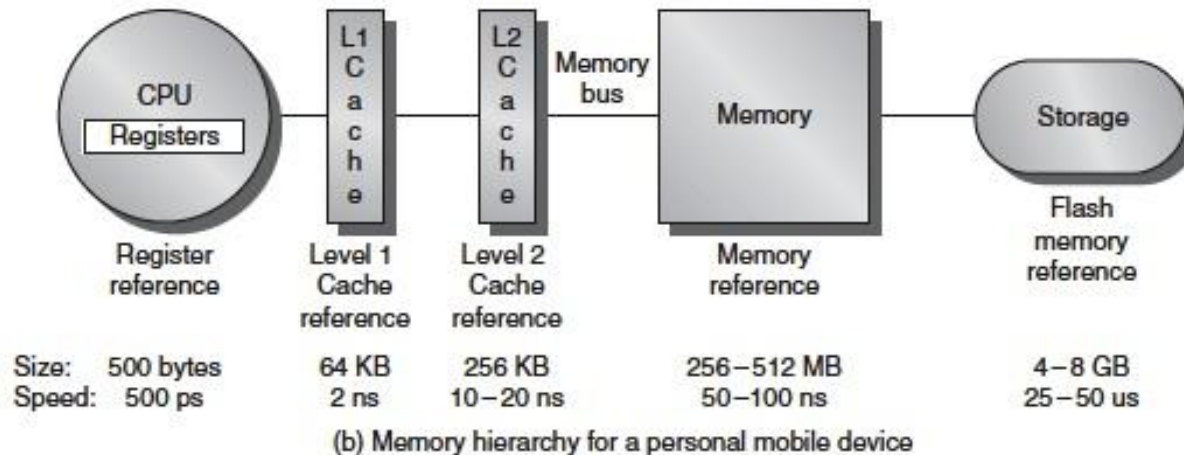 CPU
Registers
L1
C
a
c
h
e
L2
C
a
c
h
e
Memory
bus
Memory
Storage
Register
reference
Level 1
Cache
reference
Level 2
Cache
reference
Memory
reference
Flash
memory
reference
Size: 500 bytes 64 KB 256 KB 256–512 MB 4–8 GB
Speed: 500 ps 2 ns 10–20 ns 50–100 ns 25–50 us
(b) Memory hierarchy for a personal mobile device